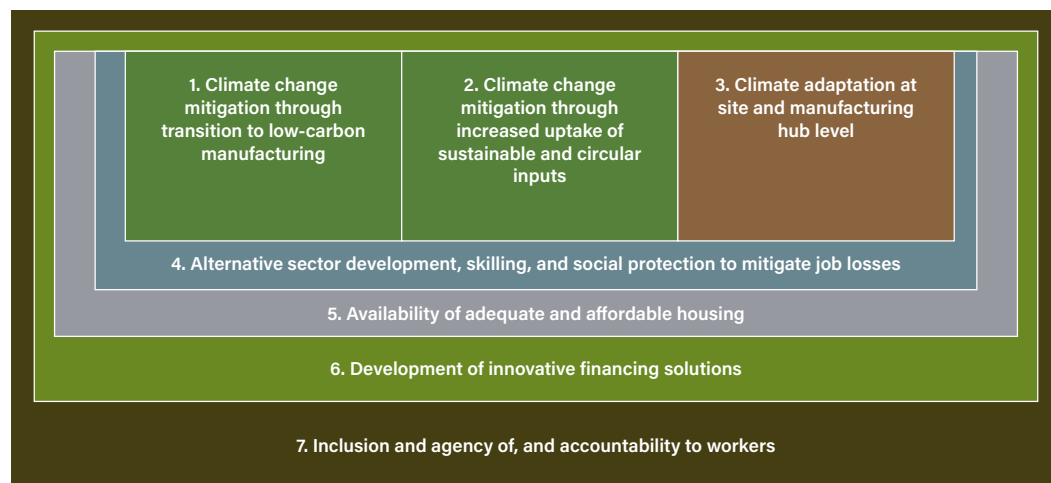 1. Climate change
mitigation through
transition to low-carbon
manufacturing
2. Climate change
mitigation through
increased uptake of
sustainable and circular
inputs
3. Climate adaptation at
site and manufacturing
hub level
4. Alternative sector development, skilling, and social protection to mitigate job losses
5. Availability of adequate and affordable housing
6. Development of innovative financing solutions
7. Inclusion and agency of, and accountability to workers